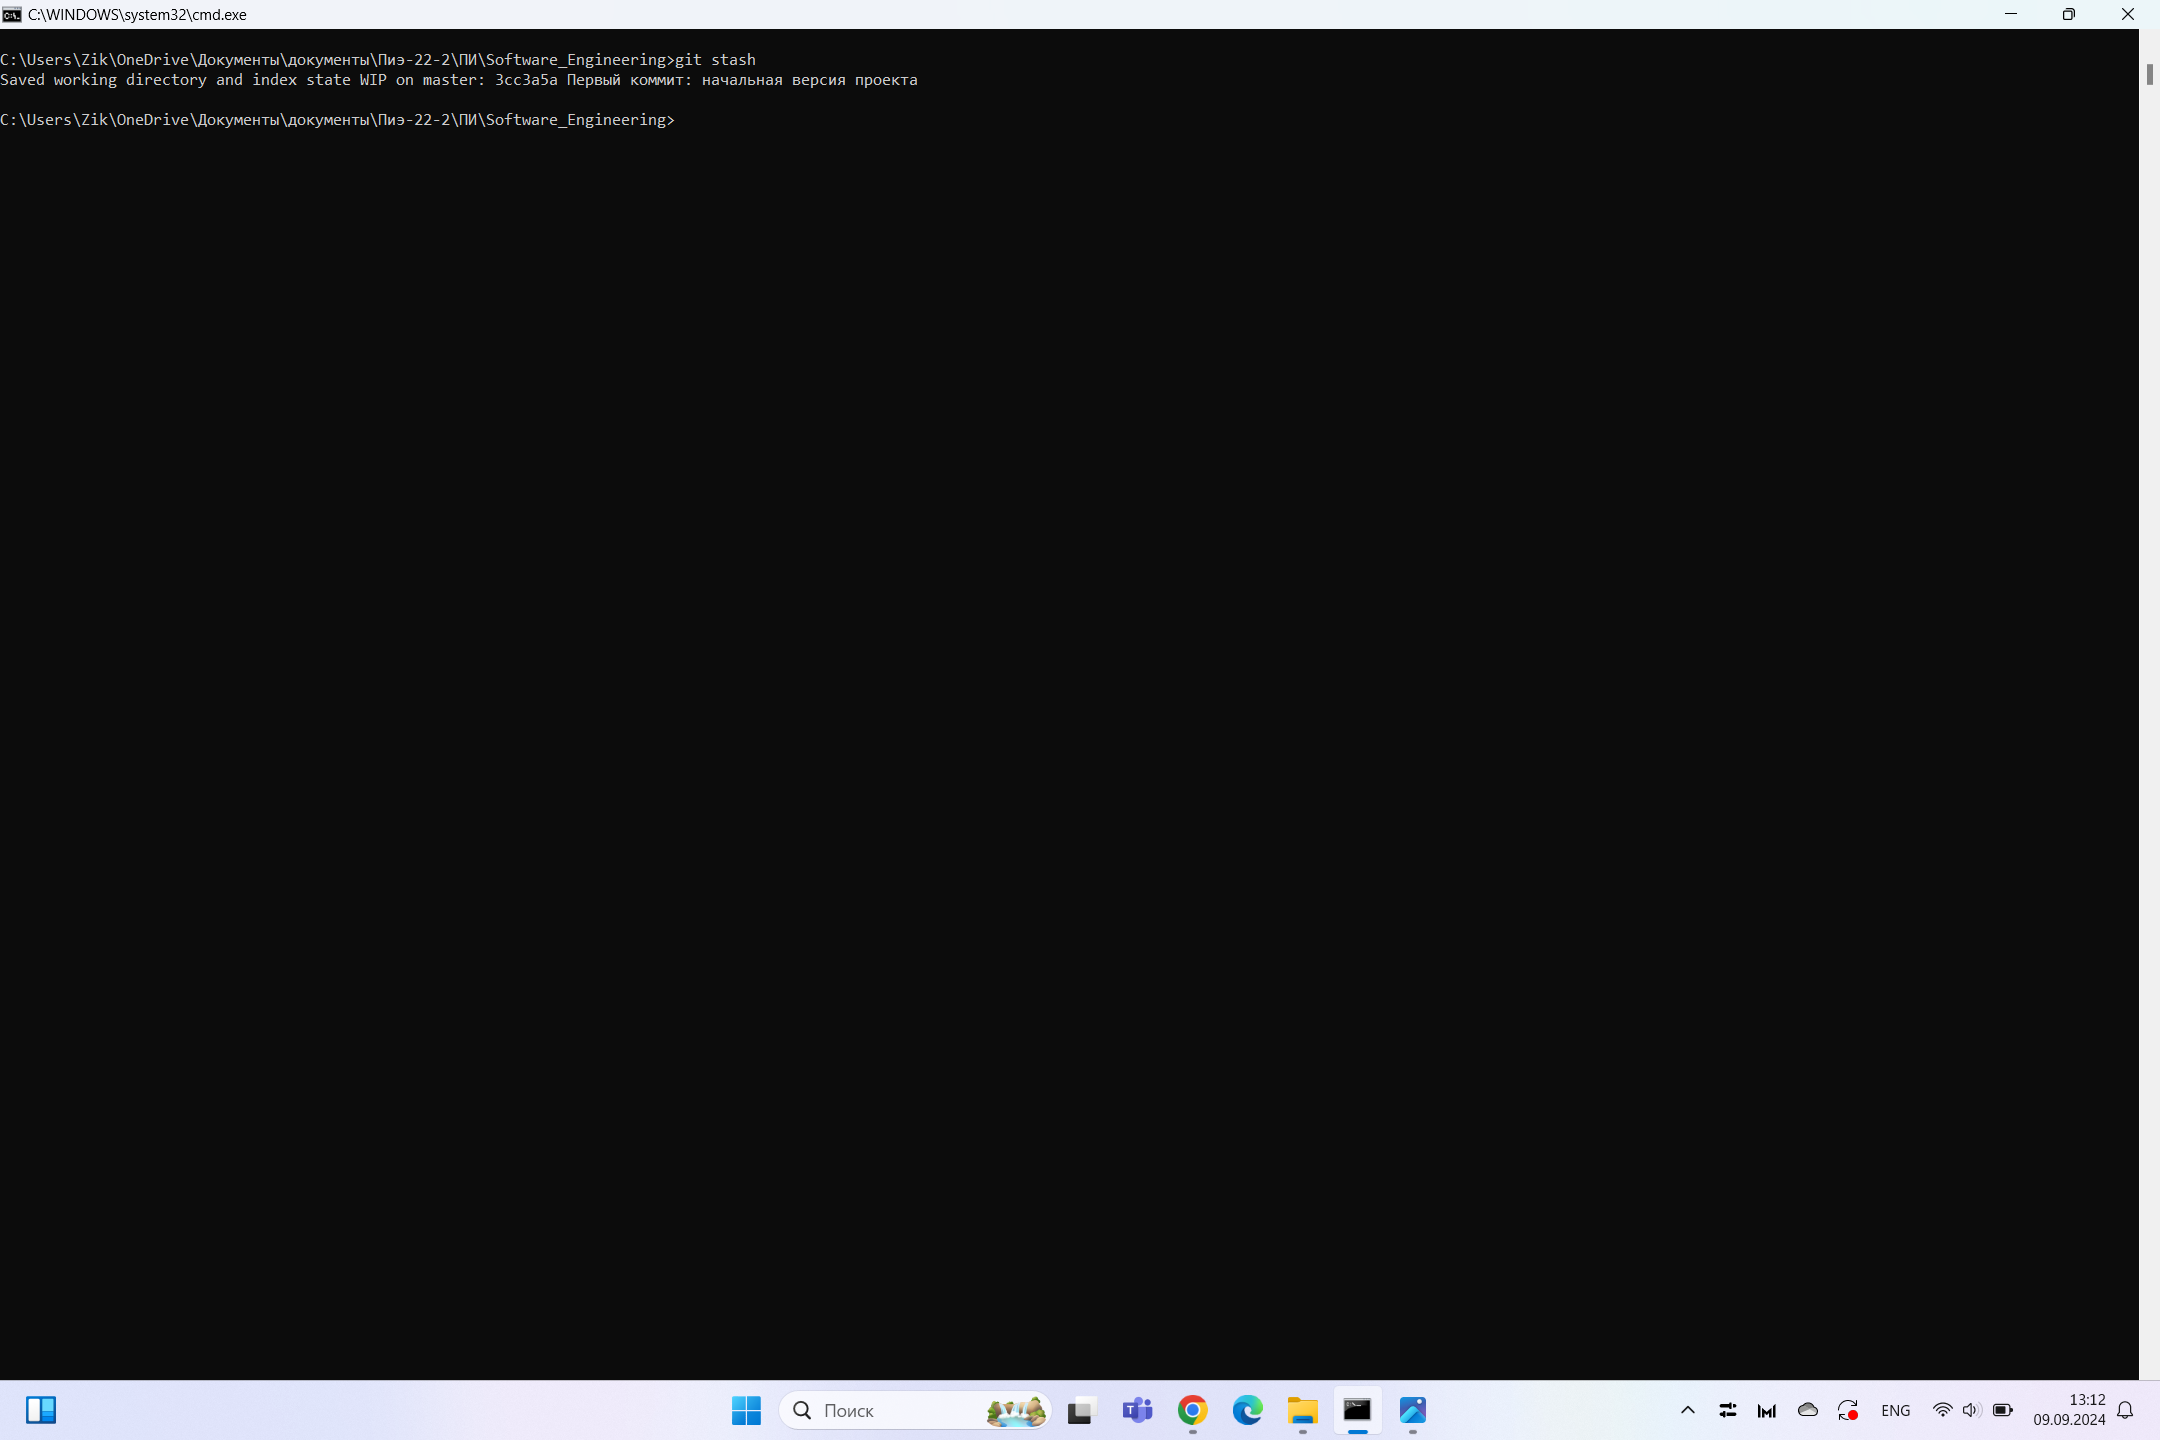 C:\WINDOWS\system32\cmd.exe
C:\Users\Zik\OneDrive\Документы\документы\Пиэ-22-2\ПИ\Software_Engineering>git stash
Saved working directory and index state WIP on master: 3cc3a5a Первый коммит: начальная версия проекта
C:\Users\Zik\OneDrive\Документы\документы\Пиэ-22-2\ПИ\Software_Engineering>
Поиск
ENG
13:12
09.09.2024